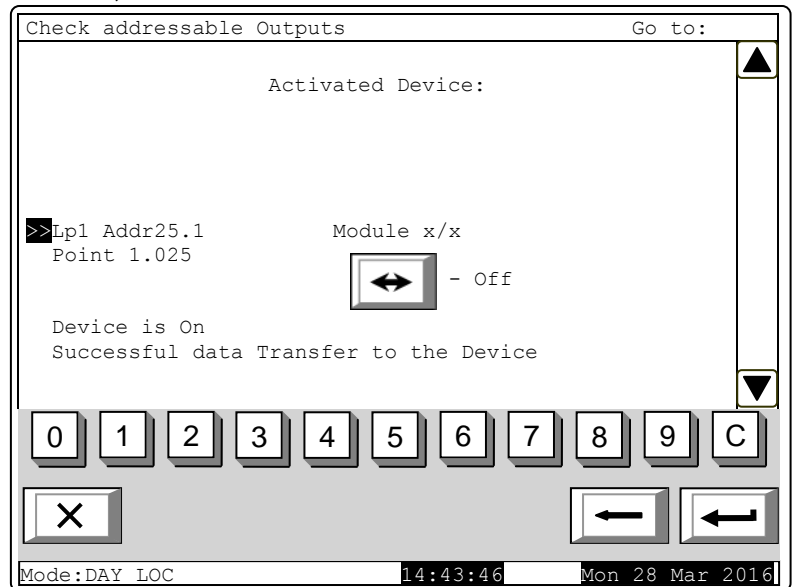 Check addressable Outputs Go to:
Activated Device:
>>Lp1 Addr25.1 Module x/x
Point 1.025
- Off
Device is On
Successful data Transfer to the Device
0 1 2 3 4 5 6 7 8 9 C
Mode:DAY LOC 14:43:46 Mon 28 Mar 2016